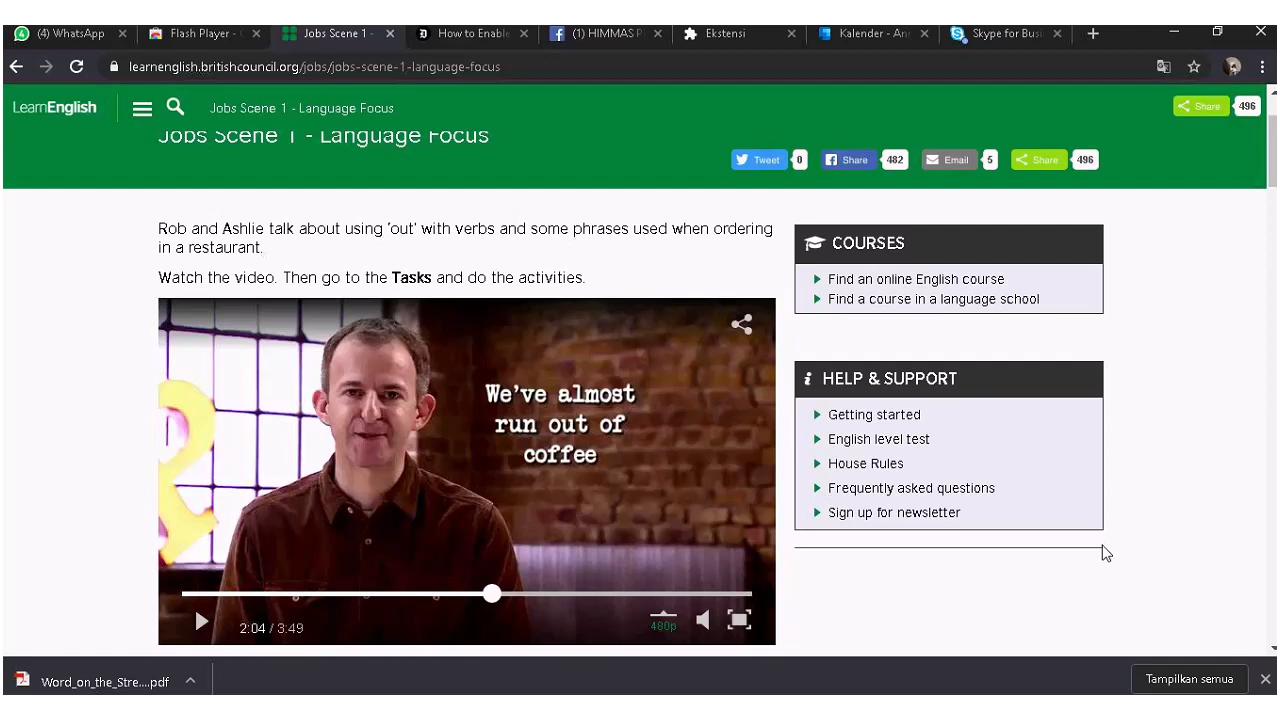 (4) WhatsApp
Flash Player -
Jobs Scene 1 -
How to Enable
(1) HIMMAS P
Ekstensi
Kalender - An
Skype for Busi
learnenglish.britishcouncil.org/jobs/jobs-scene-1-language-focus
LearnEnglish
Jobs Scene 1 - Language Focus
Share 496
Jobs Scene 1 - Language Focus
Tweet 0
Share 482
Email 5
Share 496
Rob and Ashlie talk about using 'out' with verbs and some phrases used when ordering
in a restaurant.
Watch the video. Then go to the Tasks and do the activities.
We've almost
run out of
coffee
2:04 / 3:49
480p
COURSES
Find an online English course
Find a course in a language school
HELP & SUPPORT
Getting started
English level test
House Rules
Frequently asked questions
Sign up for newsletter
Word_on_the_Stre....pdf
Tampilkan semua